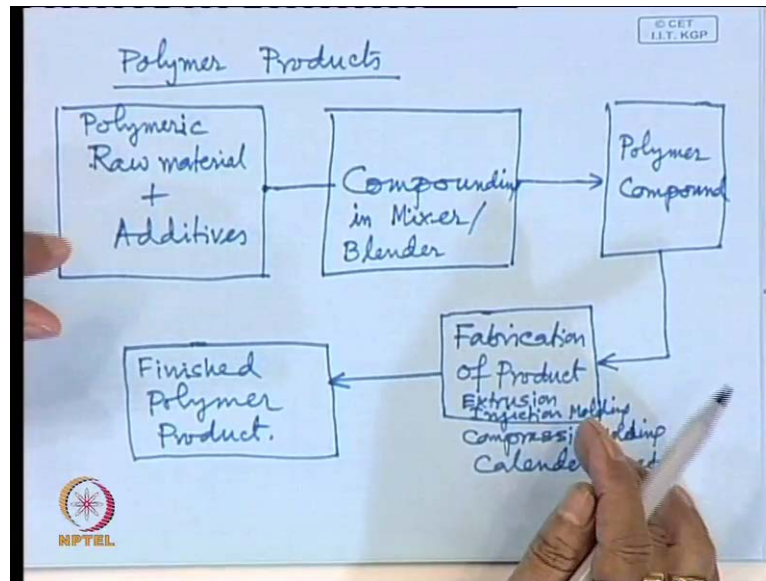 © CET
I.I.T. KGP
Polymer Products
Polymeric
Raw material
+
Additives
Compounding
in Mixer/
Blender
Polymer
Compound
Fabrication
of Product
Extrusion
Injection Molding
Finished
Polymer
Product.
NPTEL